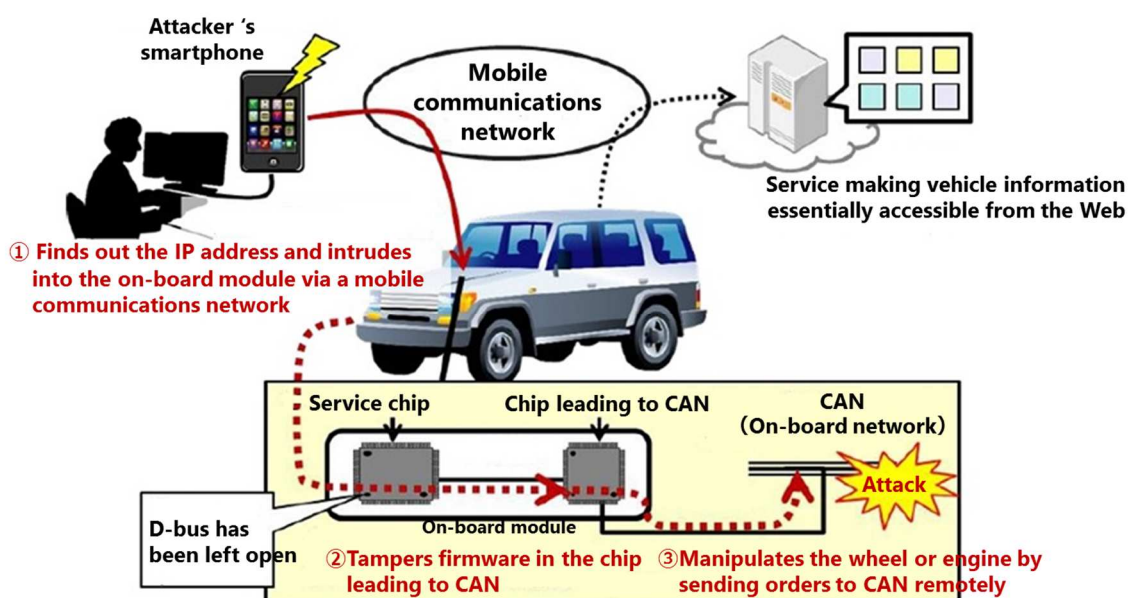 Attacker ‘s
smartphone
Mobile
communications
network
Service making vehicle information
essentially accessible from the Web
① Finds out the IP address and intrudes
into the on-board module via a mobile
communications network
Service chip
Chip leading to CAN
CAN
(On-board network)
Attack
D-bus has
been left open
On-board module
②Tampers firmware in the chip
leading to CAN
③Manipulates the wheel or engine by
sending orders to CAN remotely